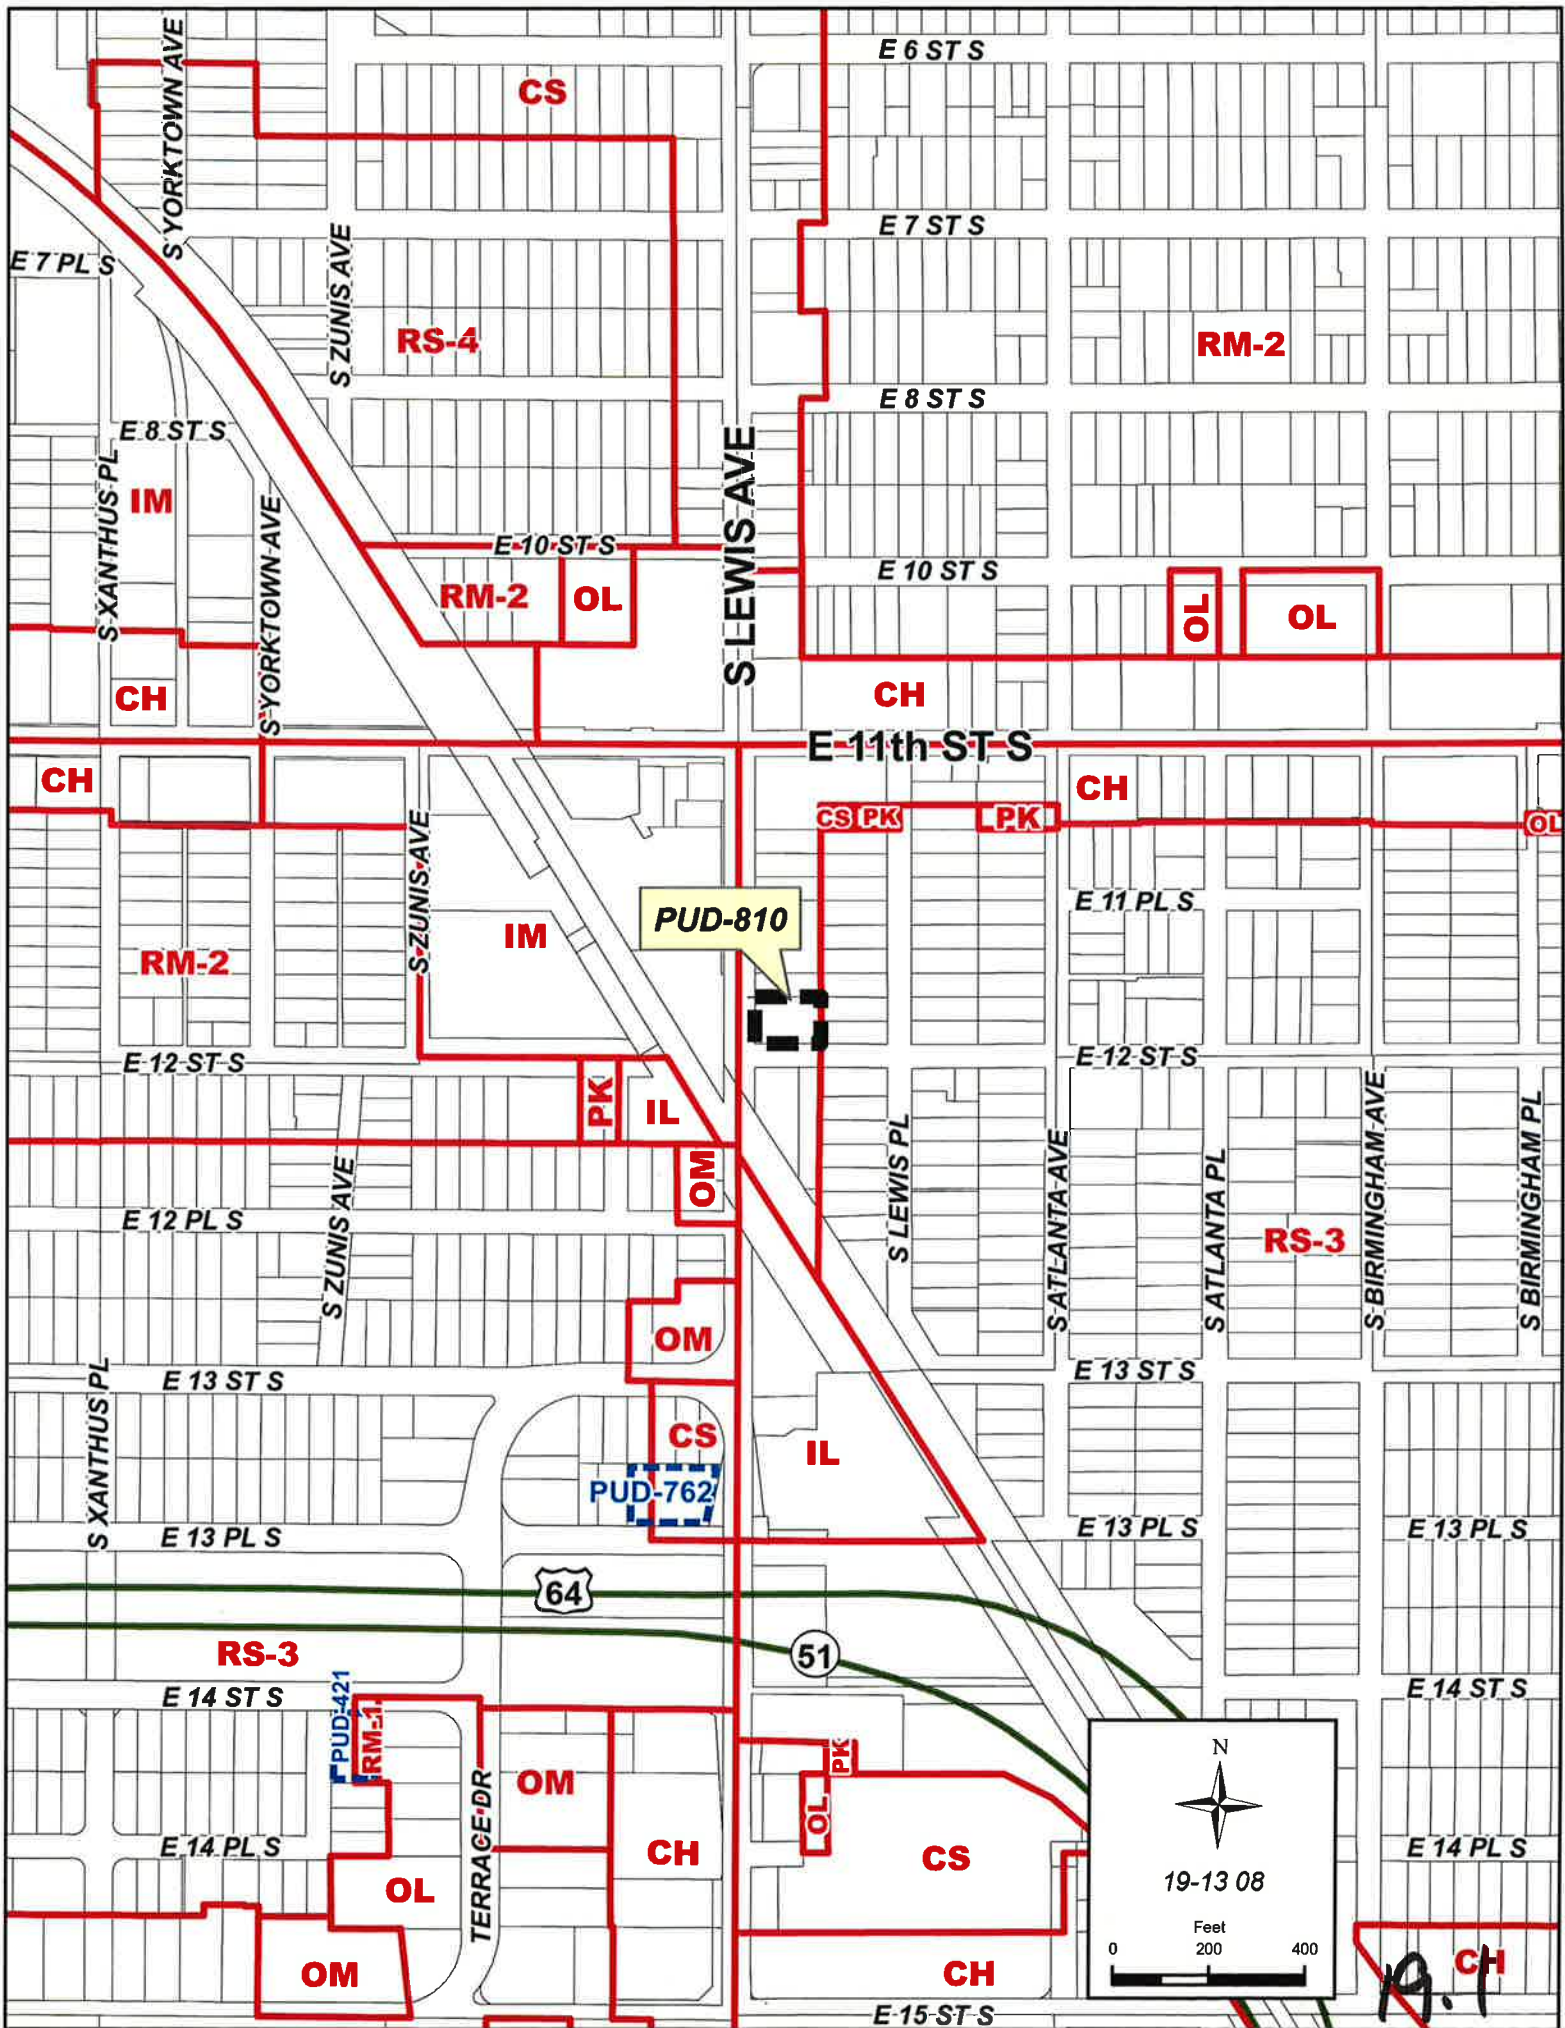 E 6 ST S
S YORKTOWN AVE
CS
E 7 ST S
E 7 PL S
S ZUNIS AVE
RS-4
RM-2
E 8 ST S
E 8 ST S
S XANTHUS PL
IM
S YORKTOWN AVE
S LEWIS AVE
E 10 ST S
E 10 ST S
RM-2
OL
OL
OL
CH
CH
E 11th ST S
CH
CH
CS
PK
PK
OL
S ZUNIS AVE
E 11 PL S
PUD-810
IM
RM-2
E 12 ST S
E 12 ST S
PK
IL
OM
S LEWIS PL
S ATLANTA AVE
S ATLANTA PL
S BIRMINGHAM AVE
S BIRMINGHAM PL
E 12 PL S
S ZUNIS AVE
RS-3
OM
E 13 ST S
E 13 ST S
S XANTHUS PL
CS
IL
PUD-762
E 13 PL S
E 13 PL S
E 13 PL S
64
51
RS-3
E 14 ST S
E 14 ST S
PUD-421
RM-1
PK
OM
OL
TERRACE DR
E 14 PL S
E 14 PL S
CH
CS
OL
OM
CH
CH
E 15 ST S
N
19-13 08
Feet
0 200 400
19.1